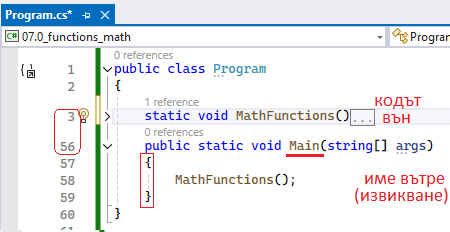 Program.cs*
07.0_functions_math
Program
0 references
1 public class Program
2 {
1 reference
3 static void MathFunctions()...
кодът
вън
0 references
56 public static void Main(string[] args)
57 {
58 MathFunctions();
59 }
60 }
име вътре
(извикване)